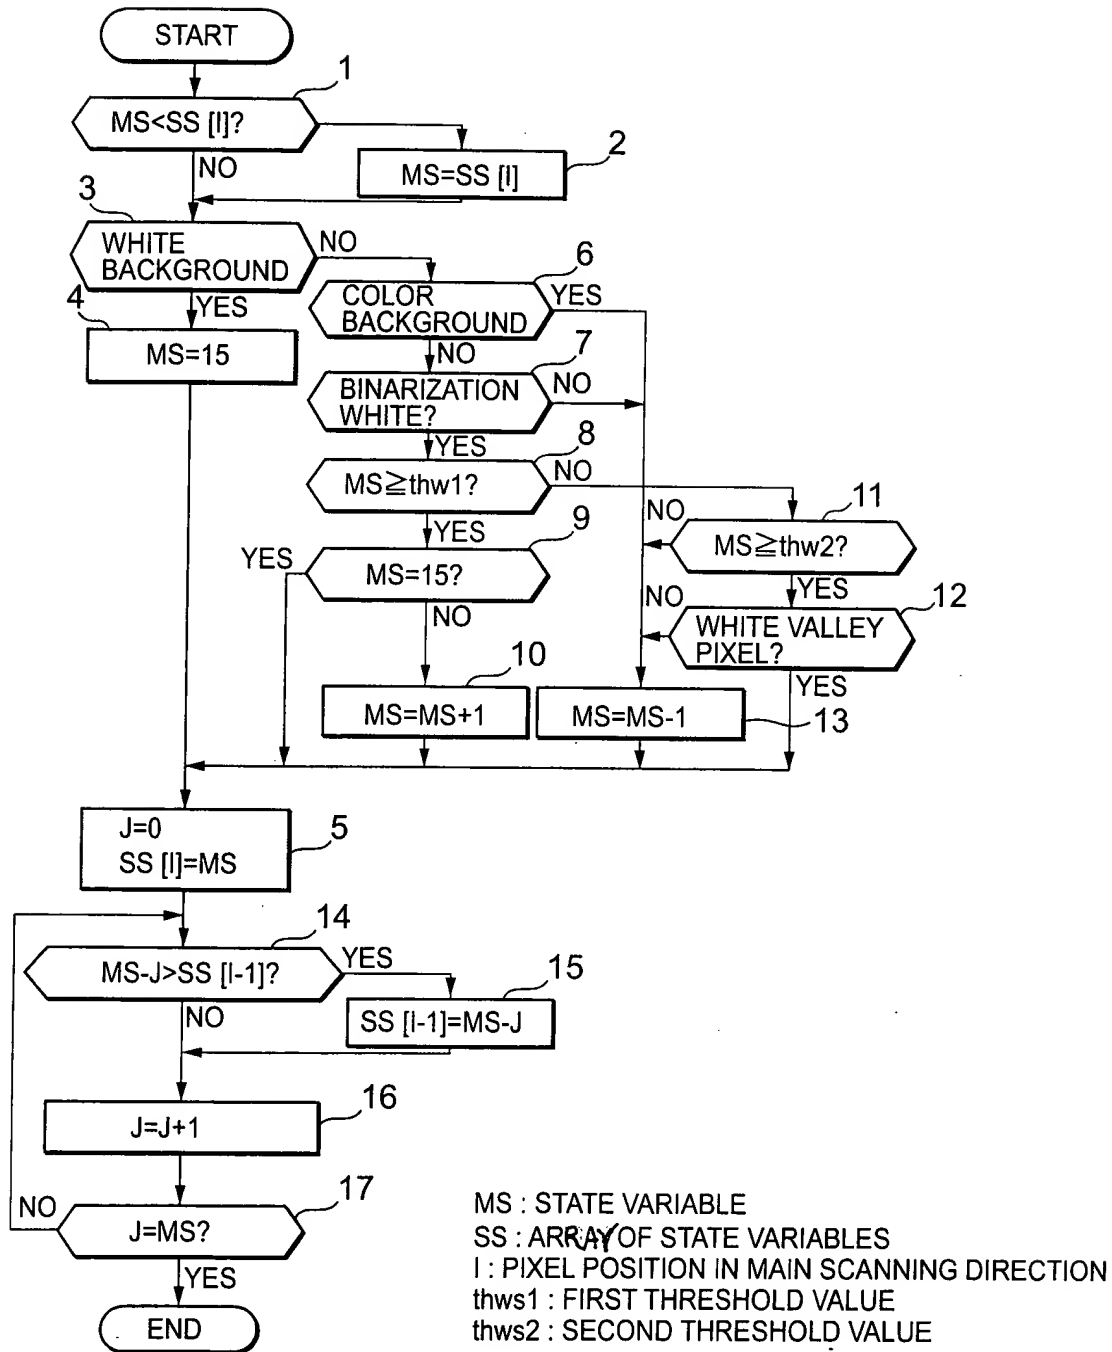 START
1
MS<SS [I]?
NO
2
MS=SS [I]
3
WHITE
BACKGROUND
NO
YES
4
MS=15
6
COLOR
BACKGROUND
YES
NO
7
BINARIZATION
WHITE?
NO
YES
8
MS≧thw1?
NO
YES
11
MS≧thw2?
NO
YES
9
MS=15?
YES
NO
12
WHITE VALLEY
PIXEL?
NO
YES
10
MS=MS+1
MS=MS-1
13
J=0
SS [I]=MS
5
14
MS-J>SS [I-1]?
YES
NO
15
SS [I-1]=MS-J
16
J=J+1
17
J=MS?
NO
YES
END
MS : STATE VARIABLE
SS : ARRAY OF STATE VARIABLES
I : PIXEL POSITION IN MAIN SCANNING DIRECTION
thws1 : FIRST THRESHOLD VALUE
thws2 : SECOND THRESHOLD VALUE